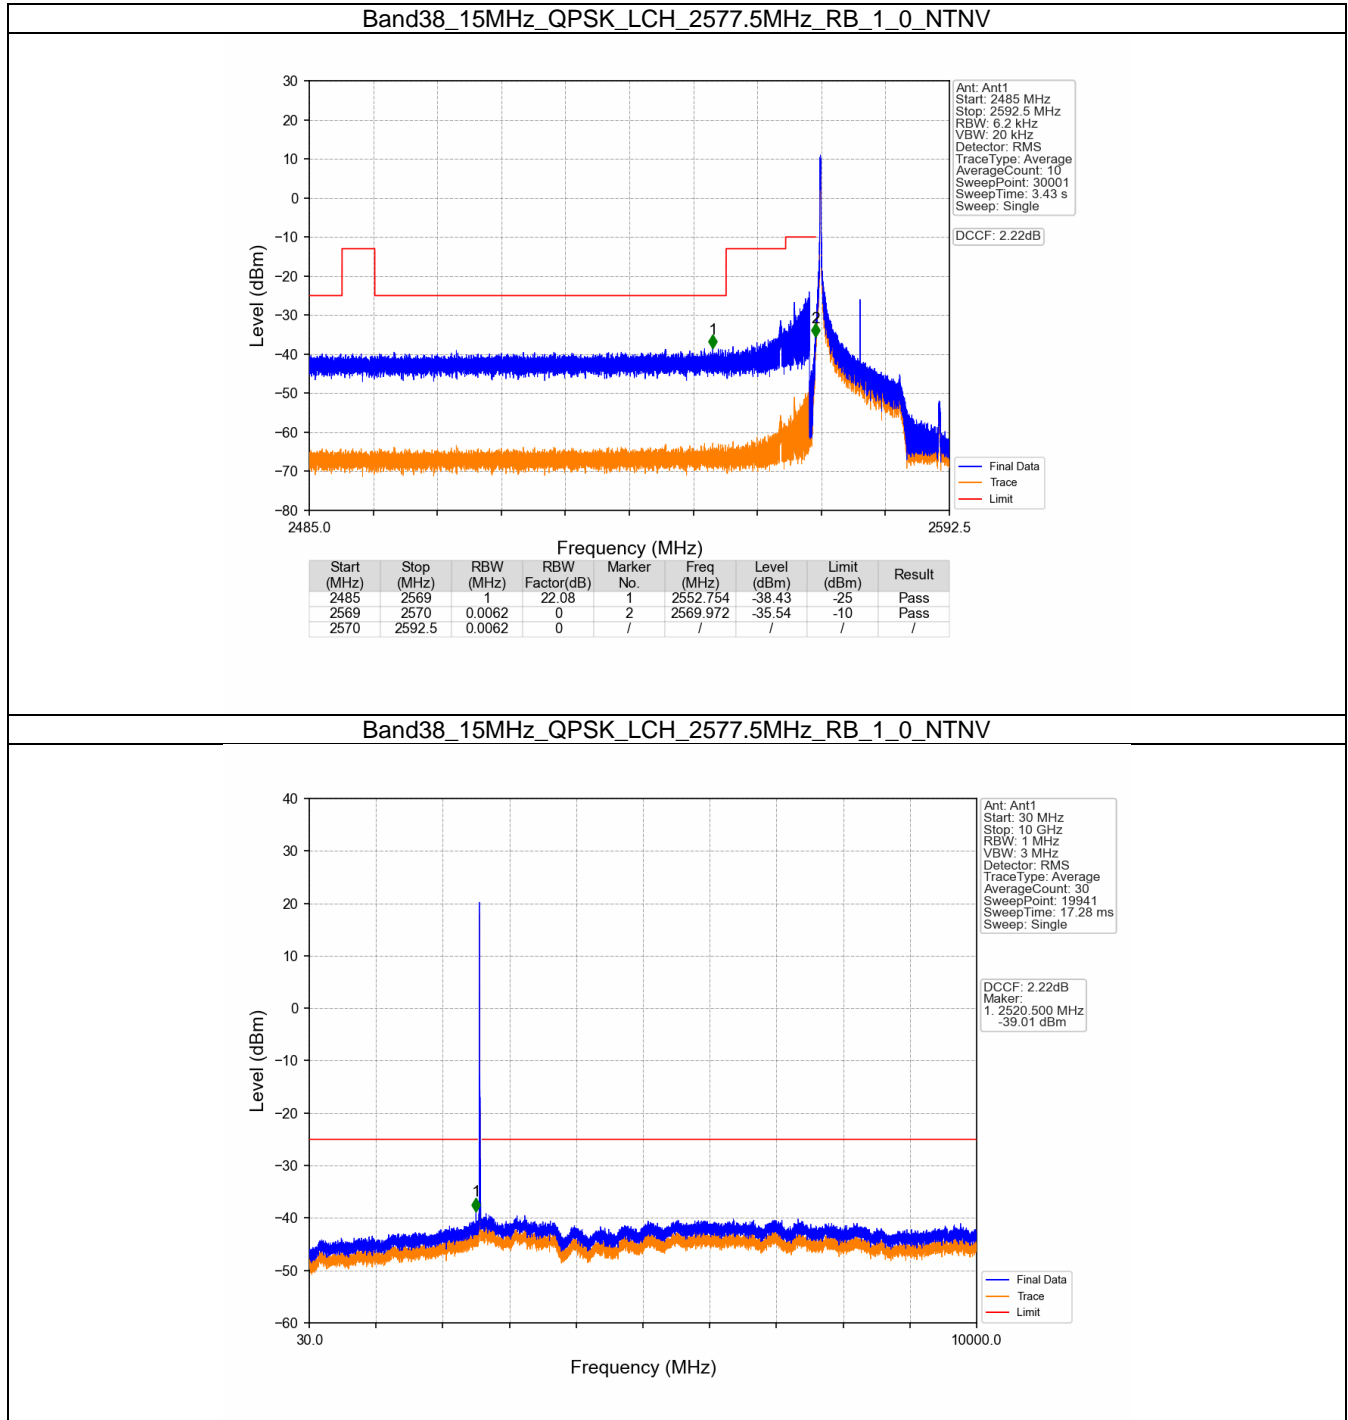 Band38_15MHz_QPSK_LCH_2577.5MHz_RB_1_0_NTNV
30
20
10
0
−10
−20
−30
−40
−50
−60
−70
−80
Level (dBm)
1
2
2485.0
2592.5
Frequency (MHz)
Ant: Ant1
Start: 2485 MHz
Stop: 2592.5 MHz
RBW: 6.2 kHz
VBW: 20 kHz
Detector: RMS
TraceType: Average
AverageCount: 10
SweepPoint: 30001
SweepTime: 3.43 s
Sweep: Single
DCCF: 2.22dB
Final Data
Trace
Limit
Start (MHz) Stop (MHz) RBW (MHz) RBW Factor(dB) Marker No. Freq (MHz) Level (dBm) Limit (dBm) Result
2485 2569 1 22.08 1 2552.754 -38.43 -25 Pass
2569 2570 0.0062 0 2 2569.972 -35.54 -10 Pass
2570 2592.5 0.0062 0 / / / / /
Band38_15MHz_QPSK_LCH_2577.5MHz_RB_1_0_NTNV
40
30
20
10
0
−10
−20
−30
−40
−50
−60
Level (dBm)
1
30.0
10000.0
Frequency (MHz)
Ant: Ant1
Start: 30 MHz
Stop: 10 GHz
RBW: 1 MHz
VBW: 3 MHz
Detector: RMS
TraceType: Average
AverageCount: 30
SweepPoint: 19941
SweepTime: 17.28 ms
Sweep: Single
DCCF: 2.22dB
Maker:
1. 2520.500 MHz
-39.01 dBm
Final Data
Trace
Limit